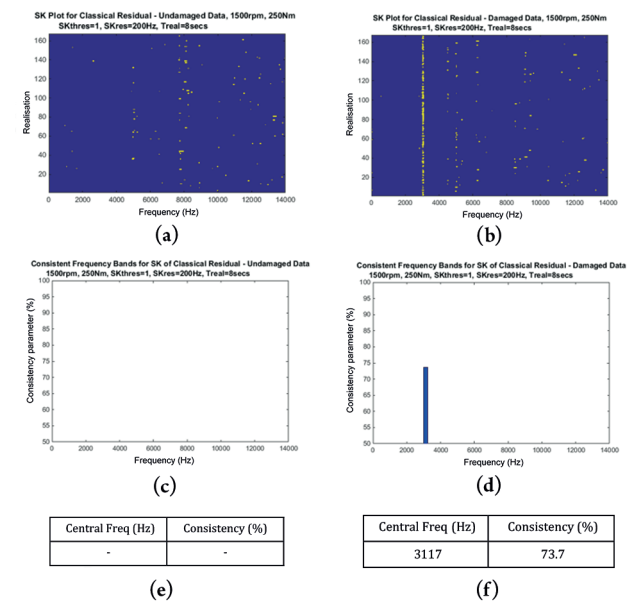 SK Plot for Classical Residual - Undamaged Data, 1500rpm, 250Nm
SKthres=1, SKres=200Hz, Treal=8secs
160
140
120
100
80
60
40
20
Realisation
0 2000 4000 6000 8000 10000 12000 14000
Frequency (Hz)
(a)
SK Plot for Classical Residual - Damaged Data, 1500rpm, 250Nm
SKthres=1, SKres=200Hz, Treal=8secs
160
140
120
100
80
60
40
20
Realisation
0 2000 4000 6000 8000 10000 12000 14000
Frequency (Hz)
(b)
Consistent Frequency Bands for SK of Classical Residual - Undamaged Data
1500rpm, 250Nm, SKthres=1, SKres=200Hz, Treal=8secs
100
95
90
85
80
75
70
65
60
55
50
Consistency parameter (%)
0 2000 4000 6000 8000 10000 12000 14000
Frequency (Hz)
(c)
Consistent Frequency Bands for SK of Classical Residual - Damaged Data
1500rpm, 250Nm, SKthres=1, SKres=200Hz, Treal=8secs
100
95
90
85
80
75
70
65
60
55
50
Consistency parameter (%)
0 2000 4000 6000 8000 10000 12000 14000
Frequency (Hz)
(d)
Central Freq (Hz) Consistency (%)
- -
(e)
Central Freq (Hz) Consistency (%)
3117 73.7
(f)